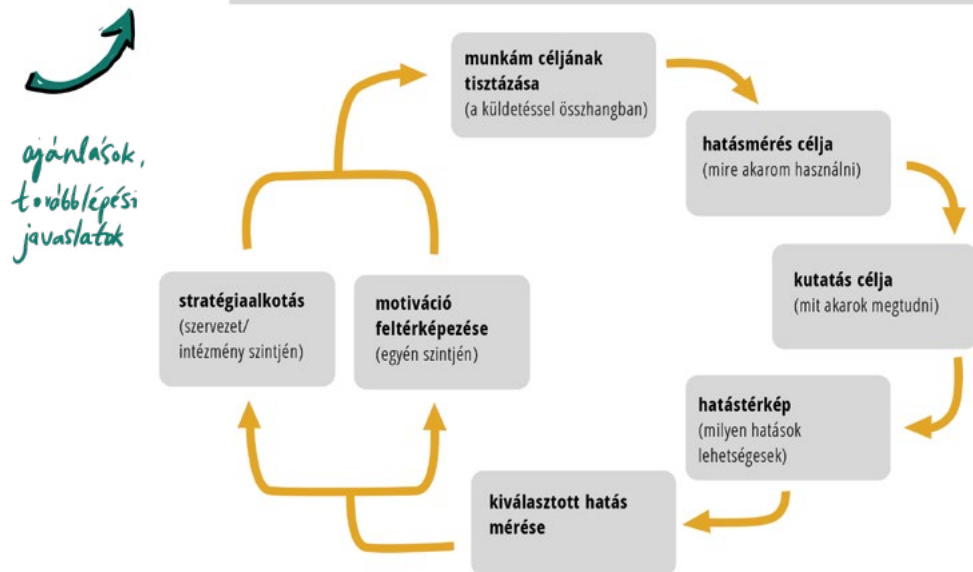 ajánlások,
továbblépési
javaslatok
munkám céljának
tisztázása
(a küldetéssel összhangban)
hatásmérés célja
(mire akarom használni)
kutatás célja
(mit akarok megtudni)
hatástérkép
(milyen hatások
lehetségesek)
kiválasztott hatás
mérése
stratégiaalkotás
(szervezet/
intézmény szintjén)
motiváció
feltérképezése
(egyén szintjén)